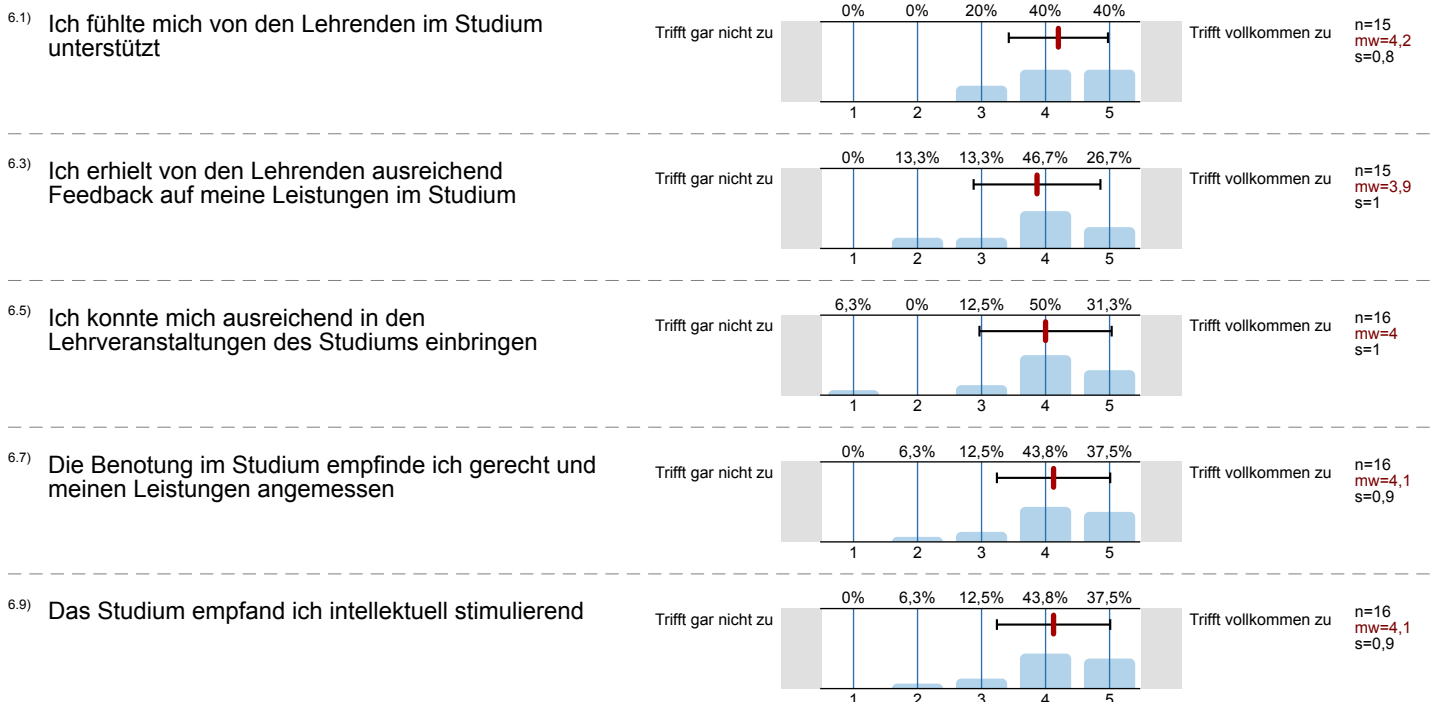 0% 0% 20% 40% 40%
6.1) Ich fühlte mich von den Lehrenden im Studium
unterstützt
Trifft gar nicht zu
Trifft vollkommen zu
n=15
mw=4,2
s=0,8
1 2 3 4 5
0% 13,3% 13,3% 46,7% 26,7%
6.3) Ich erhielt von den Lehrenden ausreichend
Feedback auf meine Leistungen im Studium
Trifft gar nicht zu
Trifft vollkommen zu
n=15
mw=3,9
s=1
1 2 3 4 5
6,3% 0% 12,5% 50% 31,3%
6.5) Ich konnte mich ausreichend in den
Lehrveranstaltungen des Studiums einbringen
Trifft gar nicht zu
Trifft vollkommen zu
n=16
mw=4
s=1
1 2 3 4 5
0% 6,3% 12,5% 43,8% 37,5%
6.7) Die Benotung im Studium empfinde ich gerecht und
meinen Leistungen angemessen
Trifft gar nicht zu
Trifft vollkommen zu
n=16
mw=4,1
s=0,9
1 2 3 4 5
0% 6,3% 12,5% 43,8% 37,5%
6.9) Das Studium empfand ich intellektuell stimulierend
Trifft gar nicht zu
Trifft vollkommen zu
n=16
mw=4,1
s=0,9
1 2 3 4 5